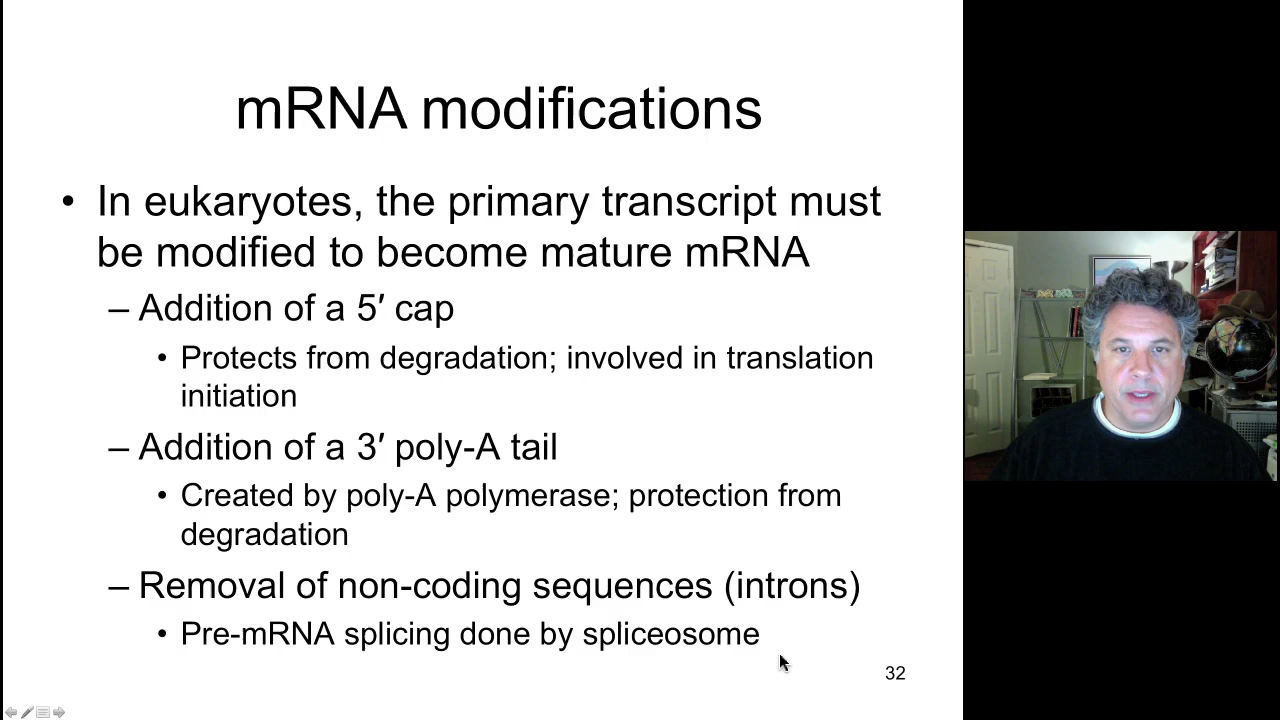 mRNA modifications
• In eukaryotes, the primary transcript must
be modified to become mature mRNA
– Addition of a 5′ cap
• Protects from degradation; involved in translation
initiation
– Addition of a 3′ poly-A tail
• Created by poly-A polymerase; protection from
degradation
– Removal of non-coding sequences (introns)
• Pre-mRNA splicing done by spliceosome
32